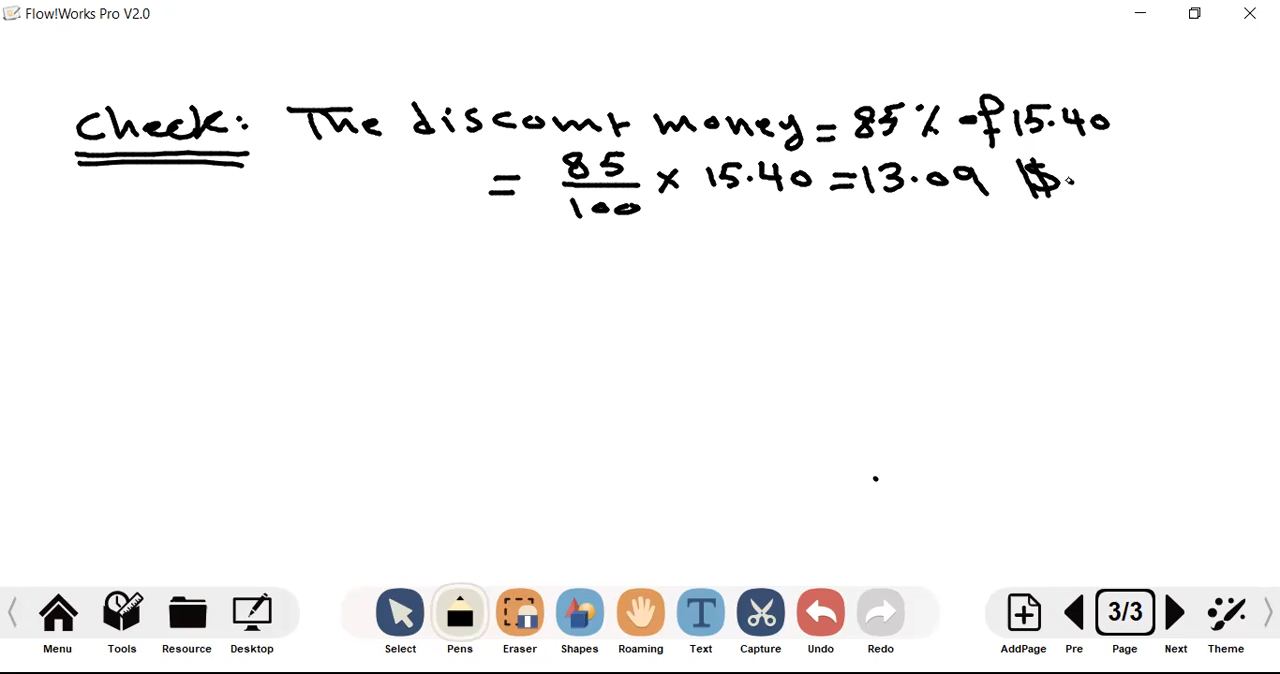 Flow!Works Pro V2.0
Check: The discount money = 85% of 15.40
= 85/100 × 15.40 = 13.09 $.
Menu Tools Resource Desktop Select Pens Eraser Shapes Roaming Text Capture Undo Redo AddPage Pre 3/3 Page Next Theme